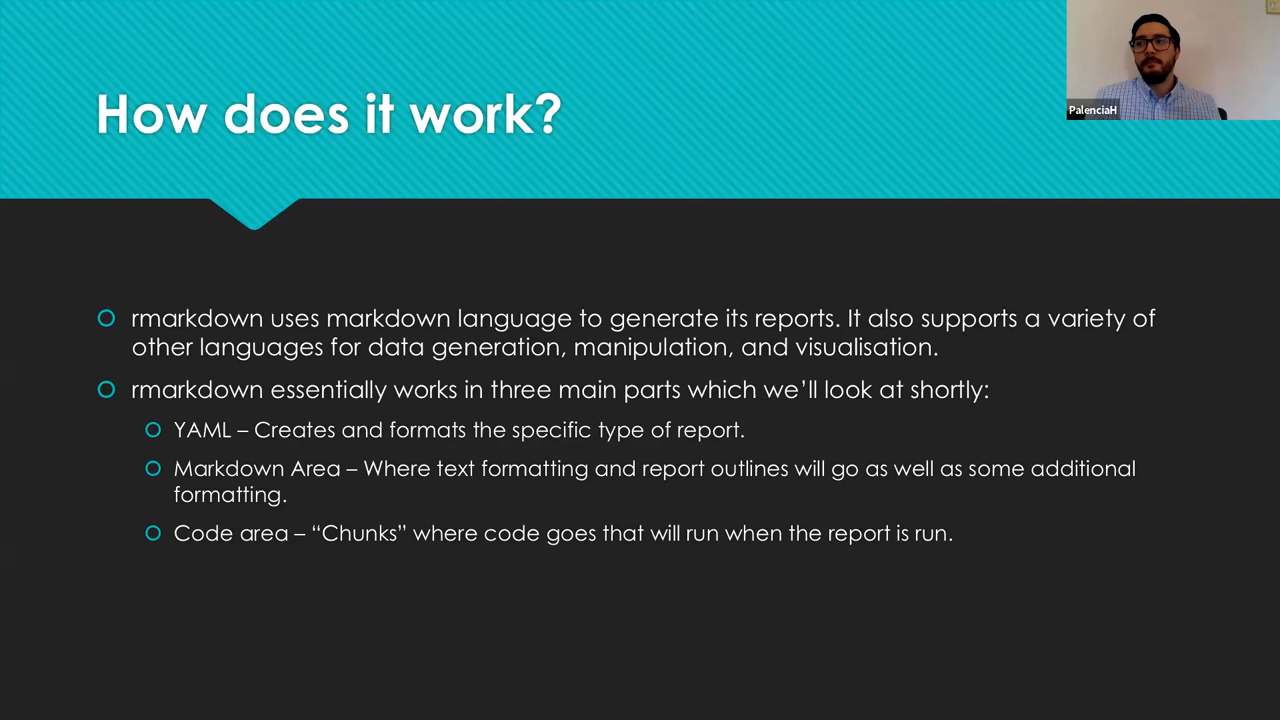 How does it work?
PalenciaH
rmarkdown uses markdown language to generate its reports. It also supports a variety of
other languages for data generation, manipulation, and visualisation.
rmarkdown essentially works in three main parts which we’ll look at shortly:
YAML – Creates and formats the specific type of report.
Markdown Area – Where text formatting and report outlines will go as well as some additional
formatting.
Code area – “Chunks” where code goes that will run when the report is run.